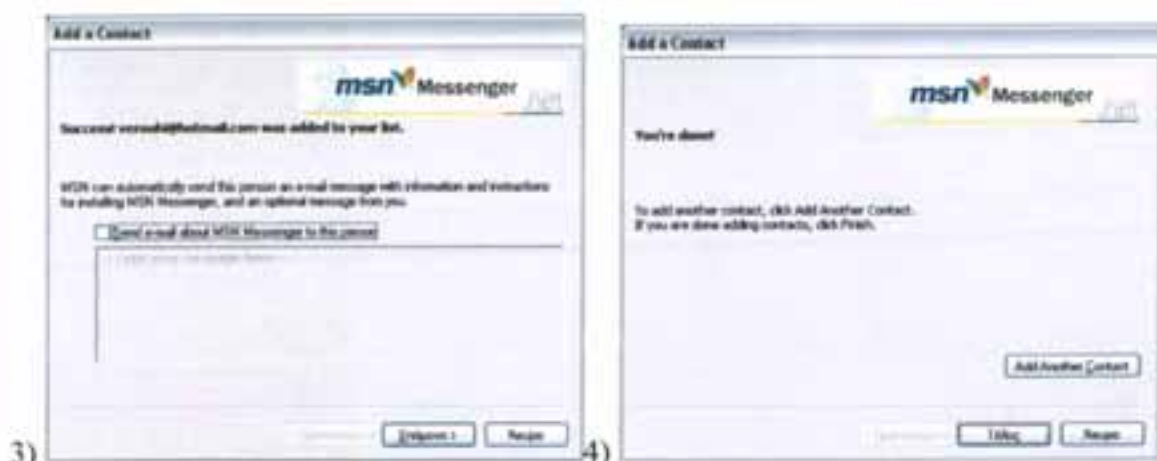 Add a Contact
msn Messenger
.net
was added to your list.
MSN can automatically send this person an e-mail message with information and instructions
for installing MSN Messenger, and an optional message from you.
Send e-mail about MSN Messenger to this person
3)
Add a Contact
msn Messenger
.net
You're done!
To add another contact, click Add Another Contact.
If you are done adding contacts, click Finish.
Add Another Contact
4)